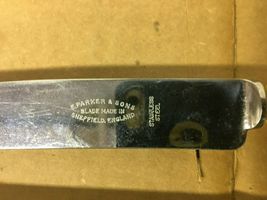 E. PARKER & SONS
BLADE MADE IN
SHEFFIELD, ENGLAND
STAINLESS
STEEL